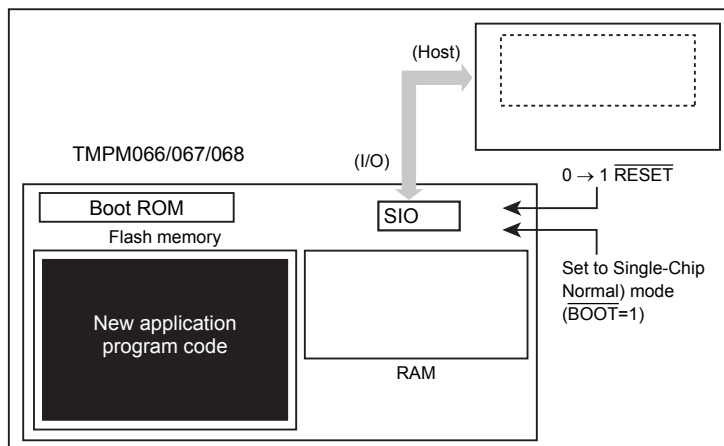 (Host)
TMPM066/067/068
(I/O)
0 → 1 RESET
Boot ROM
SIO
Flash memory
Set to Single-Chip
Normal) mode
(BOOT=1)
New application
program code
RAM